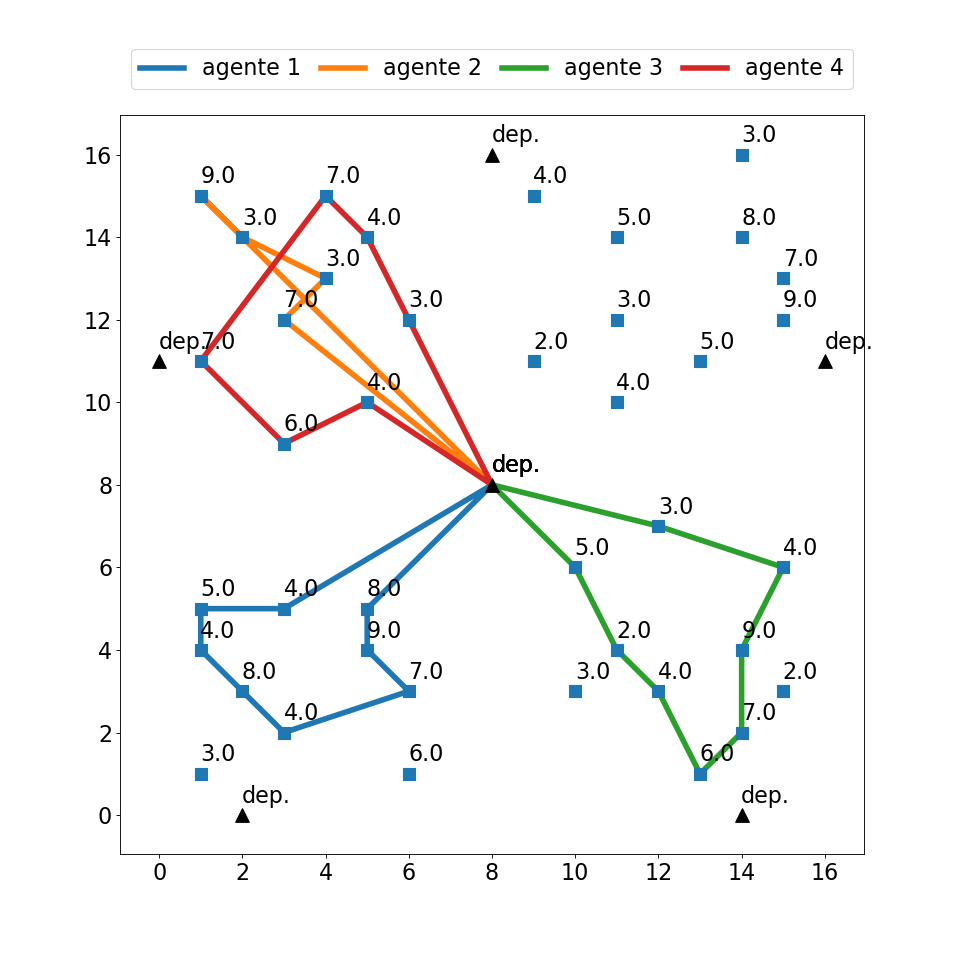 agente 1 agente 2 agente 3 agente 4
dep. 3.0
16
9.0 7.0 4.0
3.0 4.0 5.0 8.0
14
3.0 7.0
7.0 3.0 3.0 9.0
12
dep. 7.0 2.0 5.0 dep.
4.0 4.0
10
6.0
dep.
8
3.0
5.0 4.0
6
5.0 4.0 8.0
4.0 9.0 2.0 9.0
4
8.0 7.0 3.0 4.0 2.0
4.0 7.0
2
3.0 6.0 6.0
dep. dep.
0
0 2 4 6 8 10 12 14 16